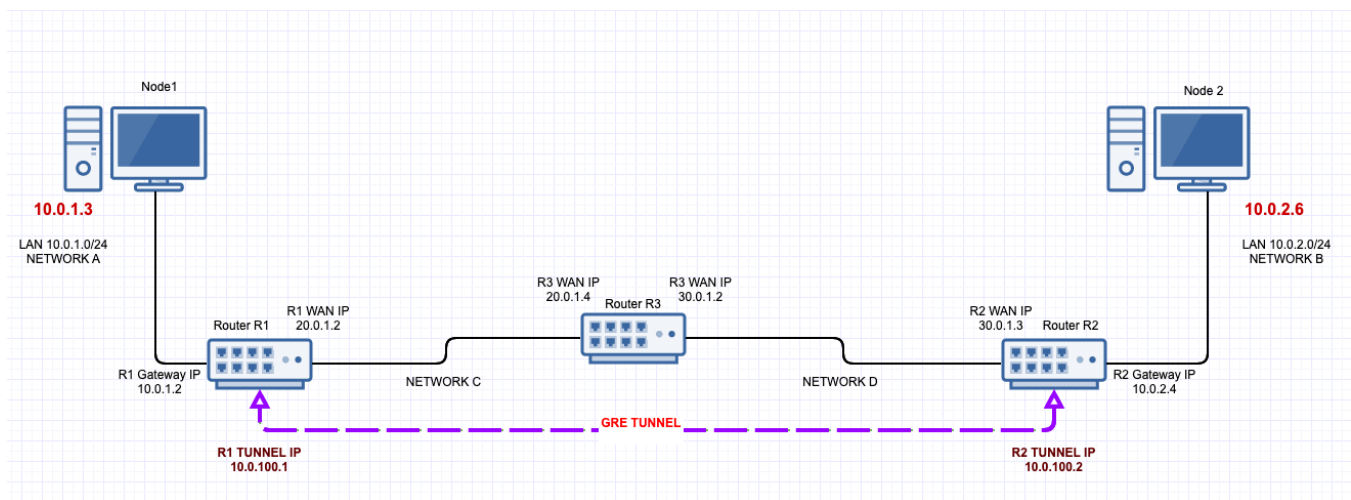 Node1
Node 2
10.0.1.3
10.0.2.6
LAN 10.0.1.0/24
NETWORK A
LAN 10.0.2.0/24
NETWORK B
R3 WAN IP
20.0.1.4
R3 WAN IP
30.0.1.2
Router R3
R1 WAN IP
20.0.1.2
Router R1
R2 WAN IP
30.0.1.3
Router R2
R1 Gateway IP
10.0.1.2
NETWORK C
NETWORK D
R2 Gateway IP
10.0.2.4
GRE TUNNEL
R1 TUNNEL IP
10.0.100.1
R2 TUNNEL IP
10.0.100.2